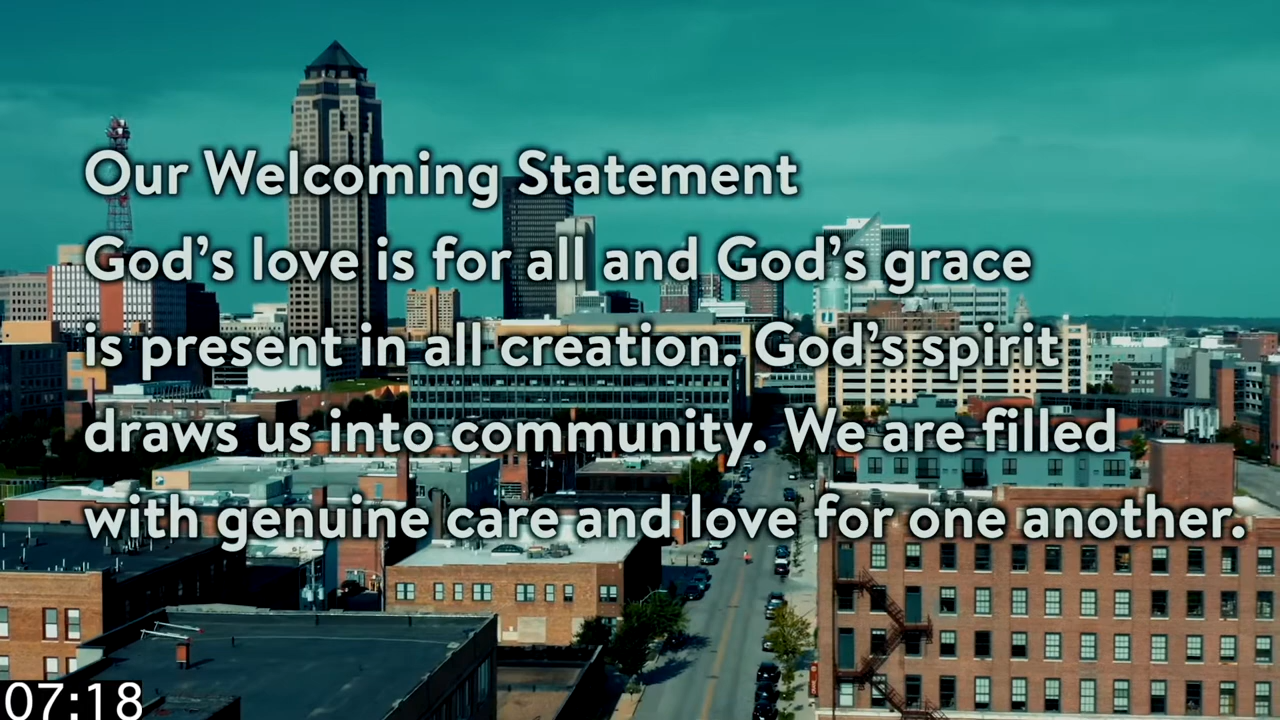 Our Welcoming Statement
God’s love is for all and God’s grace
is present in all creation. God’s spirit
draws us into community. We are filled
with genuine care and love for one another.
07:18